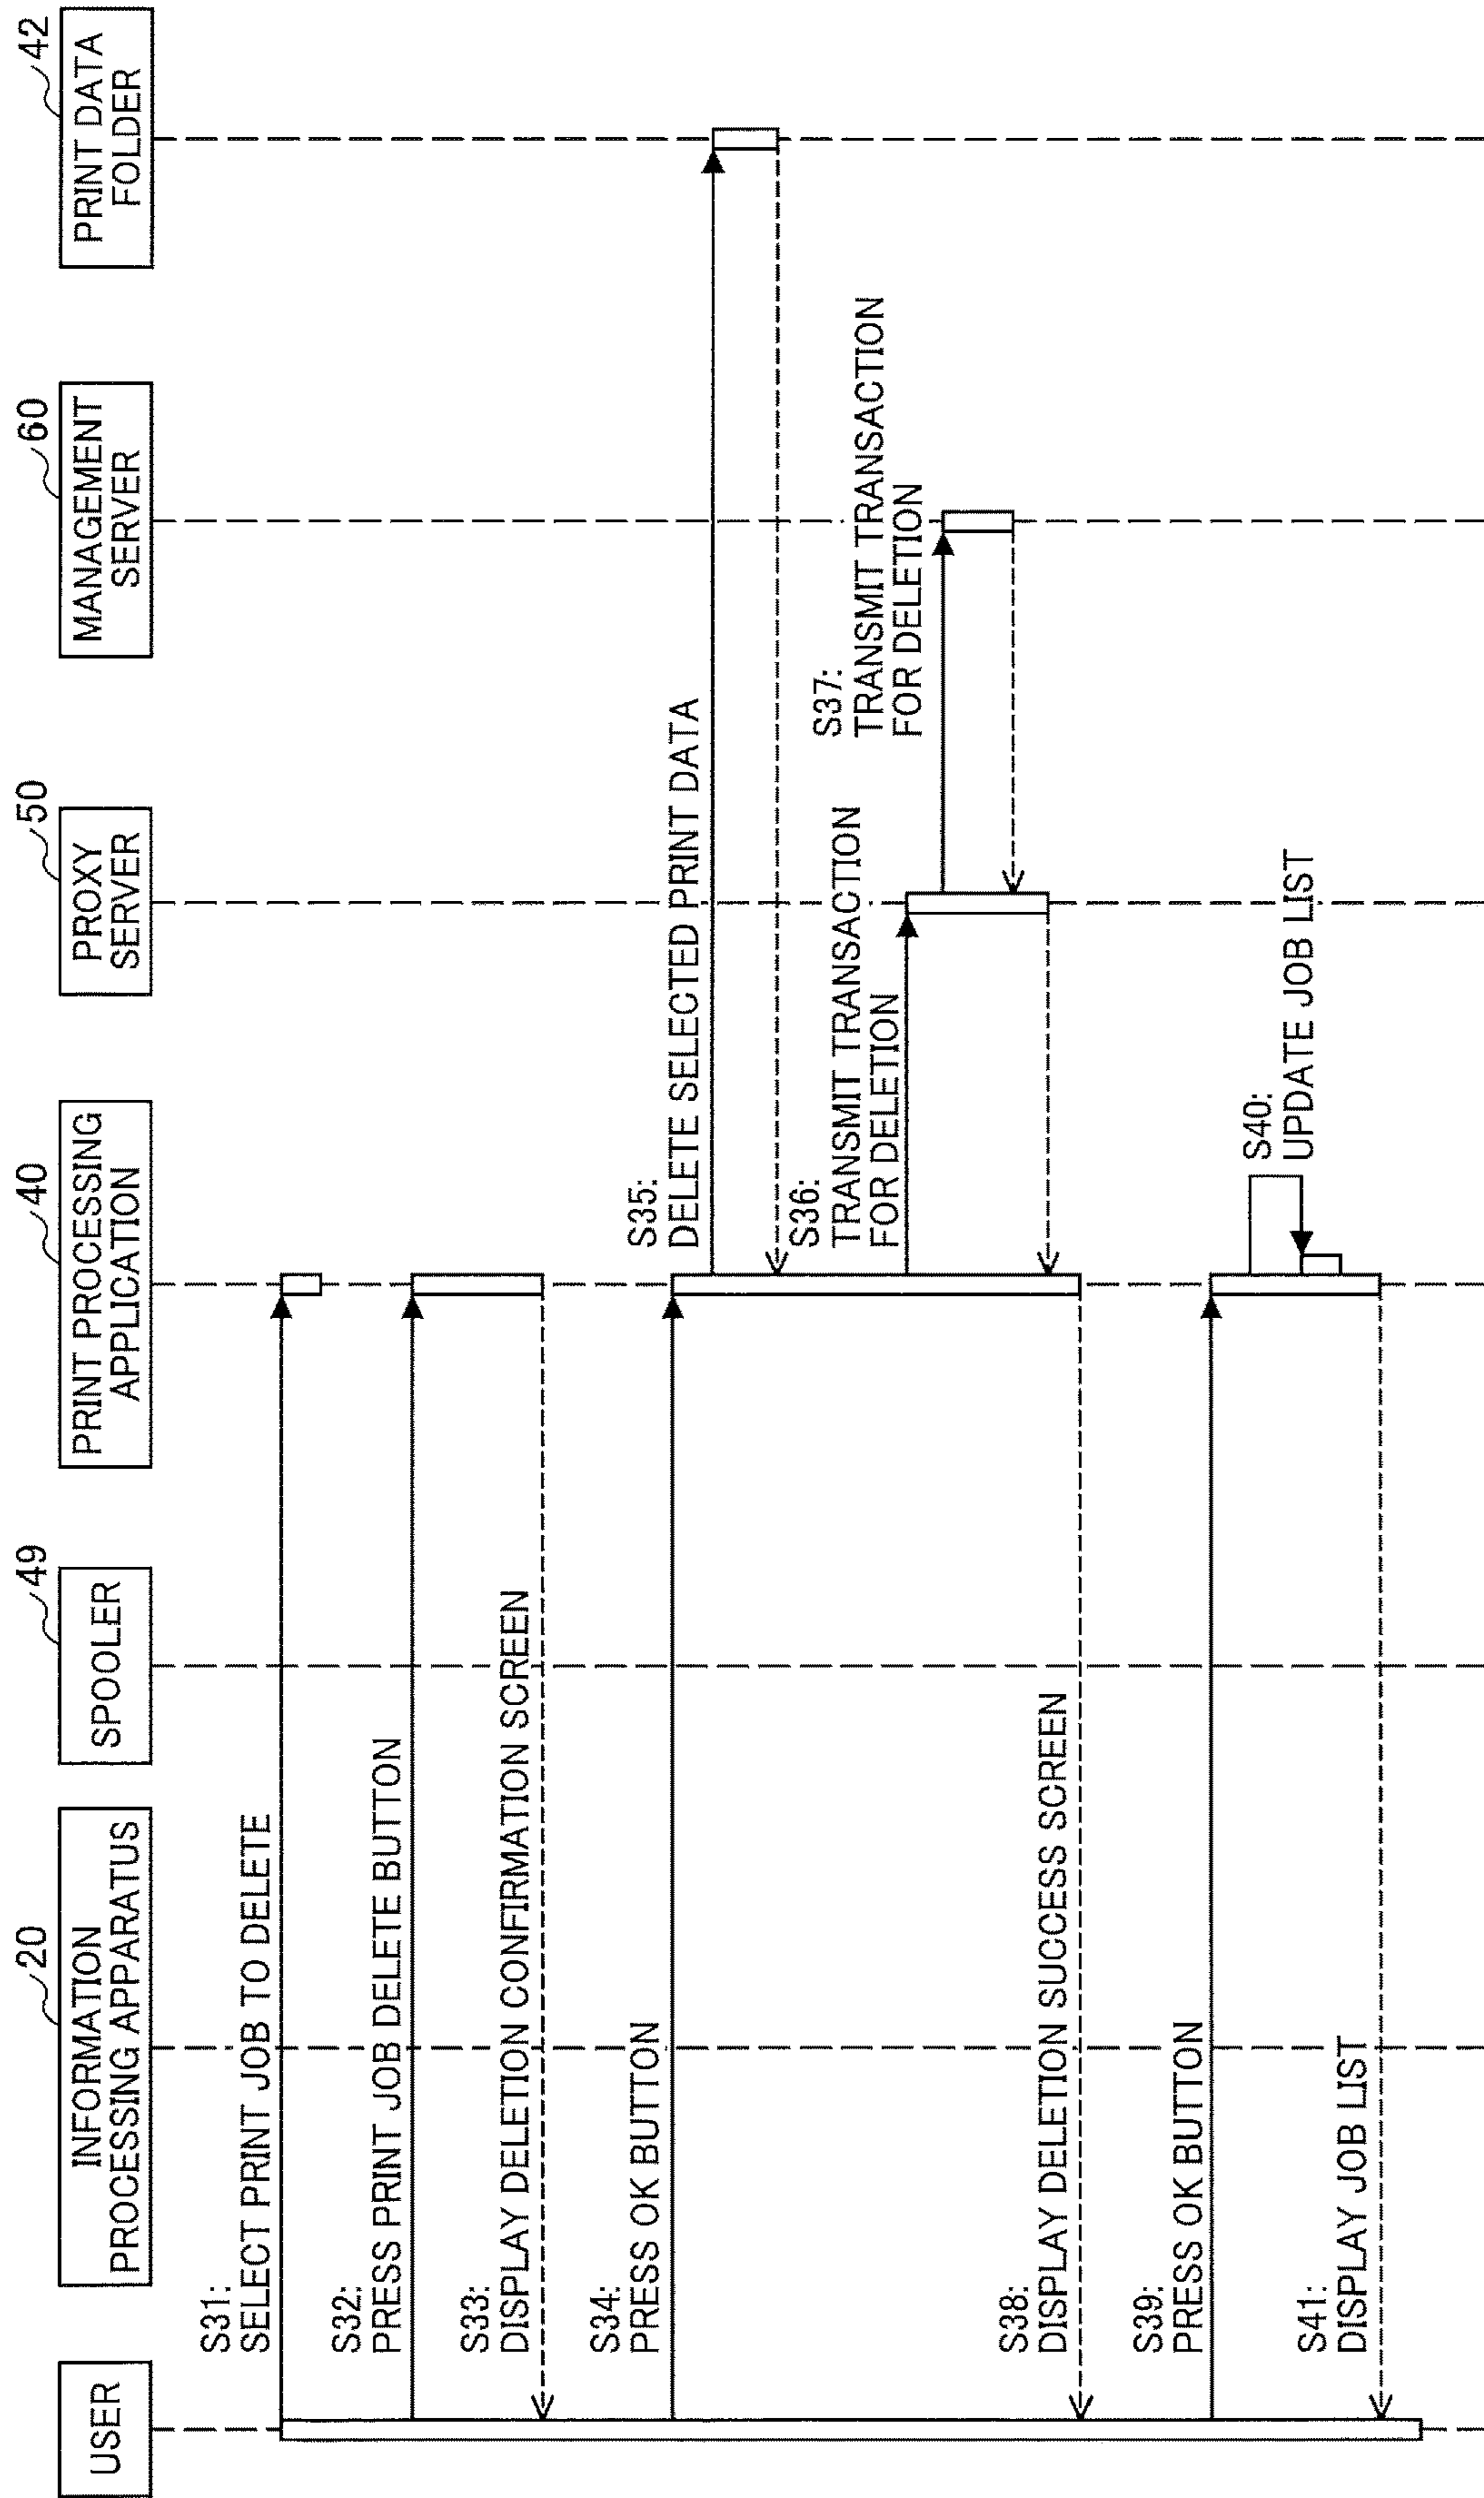 USER
20
INFORMATION
PROCESSING APPARATUS
49
SPOOLER
40
PRINT PROCESSING
APPLICATION
50
PROXY
SERVER
60
MANAGEMENT
SERVER
42
PRINT DATA
FOLDER
S31:
SELECT PRINT JOB TO DELETE
S32:
PRESS PRINT JOB DELETE BUTTON
S33:
DISPLAY DELETION CONFIRMATION SCREEN
S34:
PRESS OK BUTTON
S35:
DELETE SELECTED PRINT DATA
S36:
TRANSMIT TRANSACTION
FOR DELETION
S37:
TRANSMIT TRANSACTION
FOR DELETION
S38:
DISPLAY DELETION SUCCESS SCREEN
S39:
PRESS OK BUTTON
S40:
UPDATE JOB LIST
S41:
DISPLAY JOB LIST